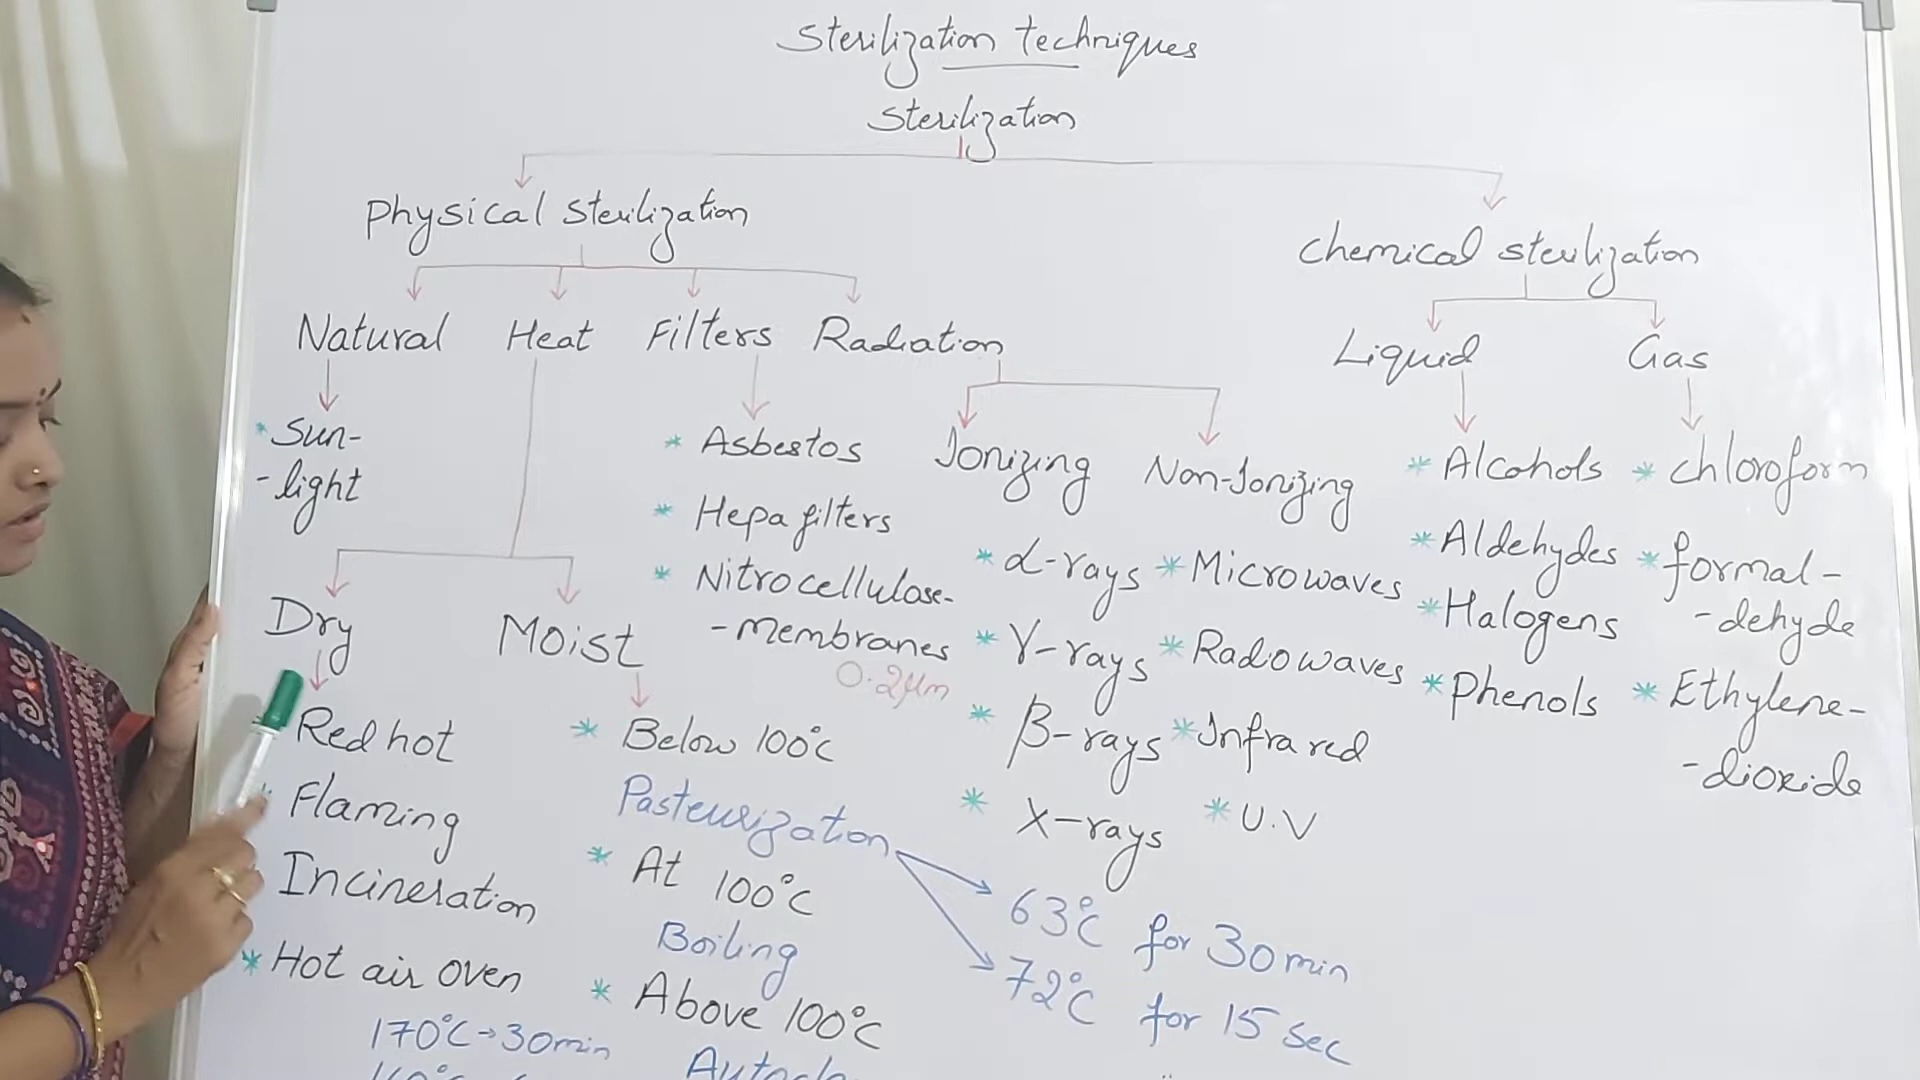 Sterilization techniques
Sterilization
Physical Sterilization
Chemical Sterilization
Natural Heat Filters Radiation
Liquid Gas
* Sun-
-light
Dry
Red hot
* Flaming
Incineration
* Hot air oven
170°C→30min
Moist
* Below 100°C
Pasteurization
* At 100°C
Boiling
* Above 100°C
* Asbestos
* Hepa filters
* Nitrocellulose-
-membranes
0.2μm
Ionizing
* α-rays
* γ-rays
* β-rays
* X-rays
63°C for 30min
72°C for 15 Sec
Non-Ionizing
* Microwaves
* Radiowaves
* Infrared
* U.V
* Alcohols
* Aldehydes
* Halogens
* Phenols
* Chloroform
* formal-
-dehyde
* Ethylene-
-dioxide